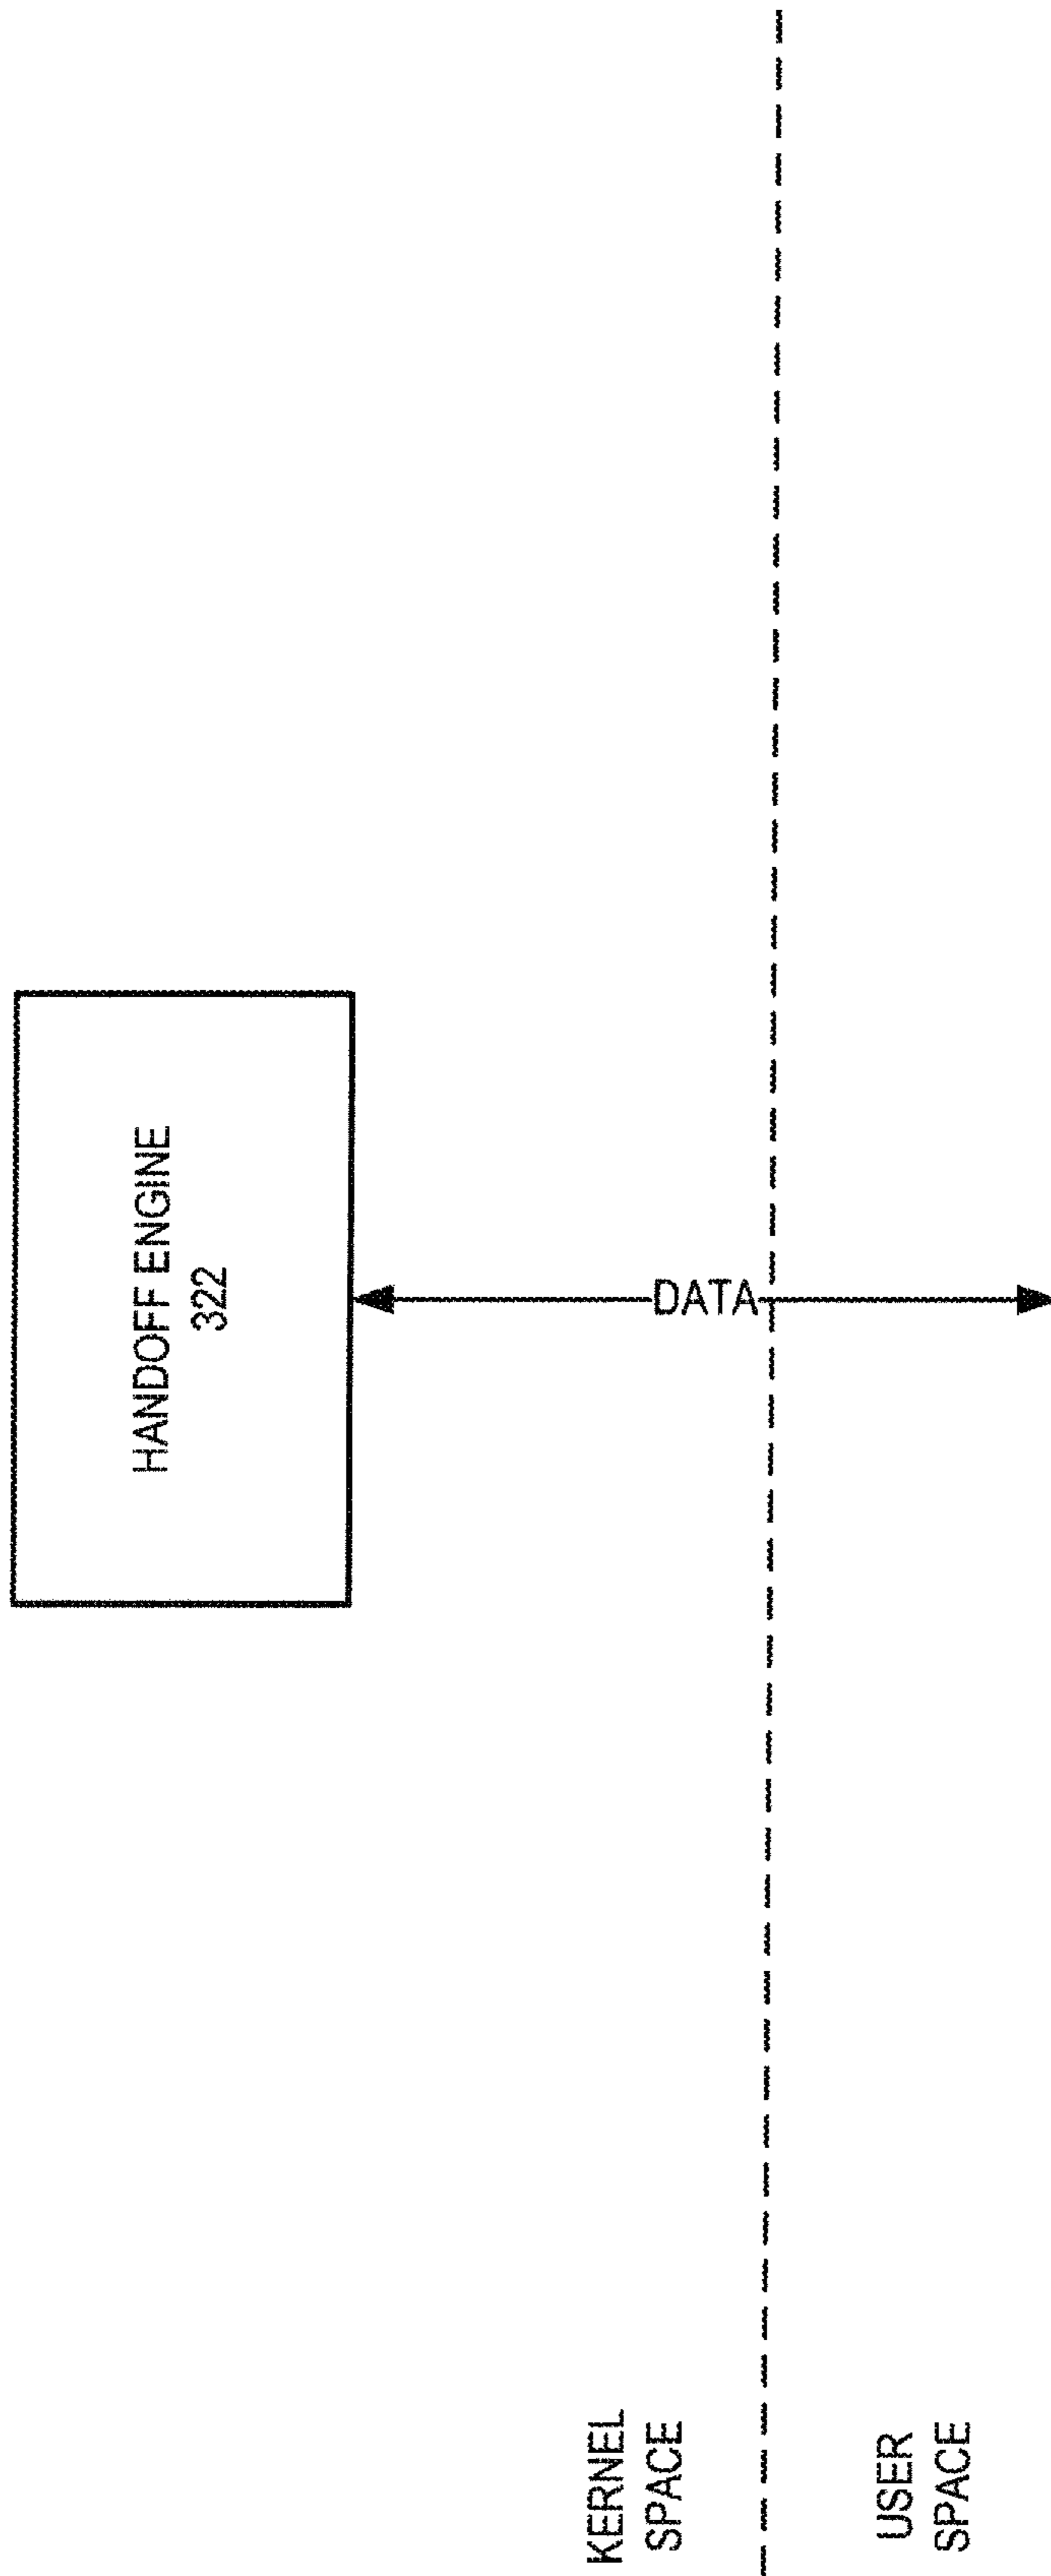 HANDOFF ENGINE
322
DATA
KERNEL
SPACE
USER
SPACE